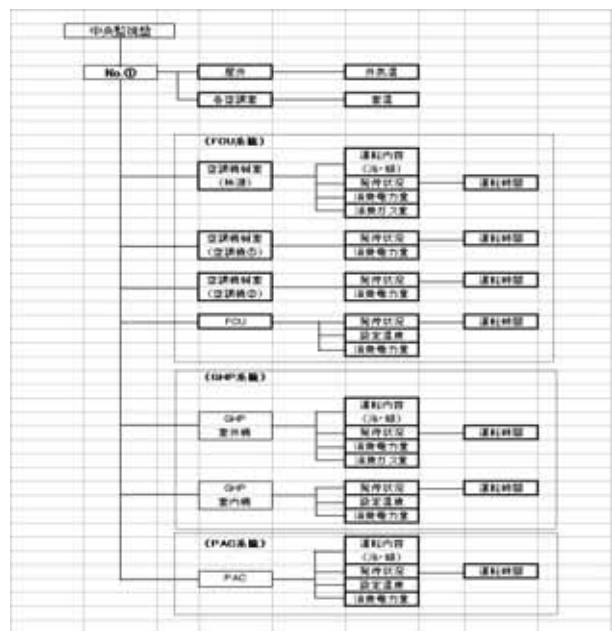 中央監視盤
No.①
屋外
外気温
各空調室
室温
《FCU系統》
空調機械室
(熱源)
運転内容
(冷・暖)
発停状況
運転時間
消費電力量
消費ガス量
空調機械室
(空調機①)
発停状況
運転時間
消費電力量
空調機械室
(空調機②)
発停状況
運転時間
消費電力量
FCU
発停状況
運転時間
設定温度
消費電力量
《GHP系統》
GHP
室外機
運転内容
(冷・暖)
発停状況
運転時間
消費電力量
消費ガス量
GHP
室内機
発停状況
運転時間
設定温度
消費電力量
《PAC系統》
PAC
運転内容
(冷・暖)
発停状況
運転時間
設定温度
消費電力量